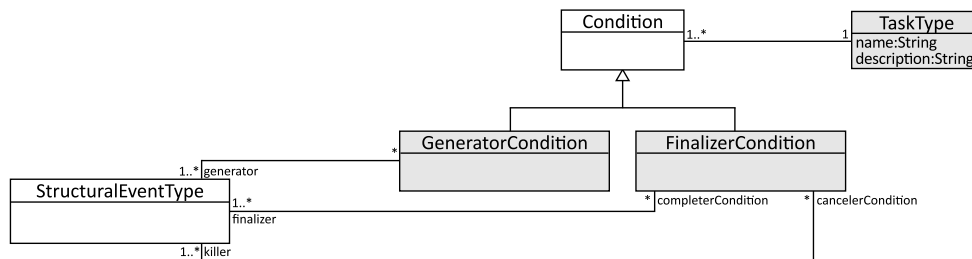 Condition
TaskType
1..*
1
name:String
description:String
GeneratorCondition
FinalizerCondition
*
1..* generator
StructuralEventType
1..*
finalizer
* completerCondition
* cancelerCondition
1..* killer